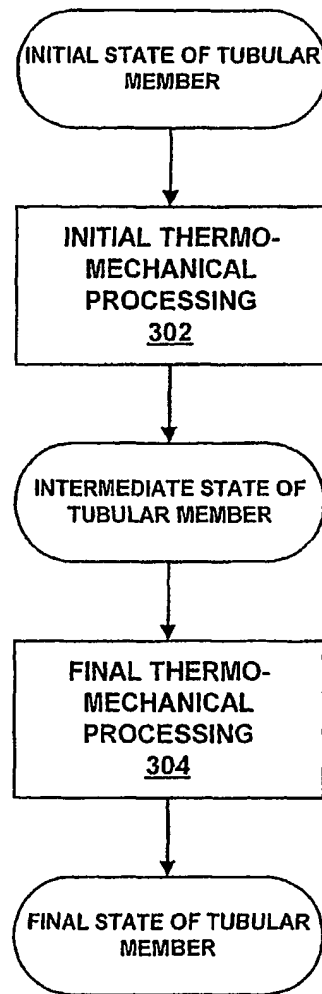 INITIAL STATE OF TUBULAR
MEMBER
INITIAL THERMO-
MECHANICAL
PROCESSING
302
INTERMEDIATE STATE OF
TUBULAR MEMBER
FINAL THERMO-
MECHANICAL
PROCESSING
304
FINAL STATE OF TUBULAR
MEMBER